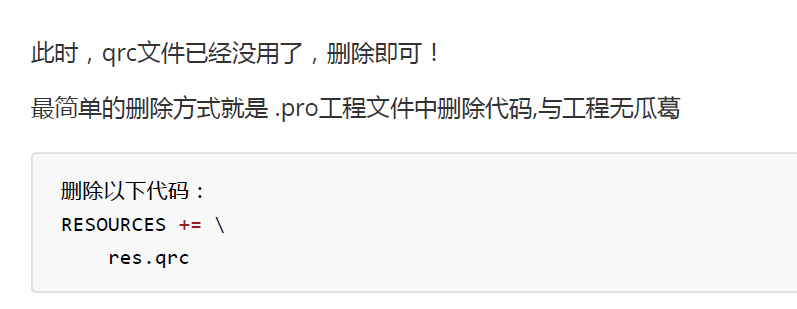 此时，qrc文件已经没用了，删除即可！
最简单的删除方式就是 .pro工程文件中删除代码,与工程无瓜葛
删除以下代码：
RESOURCES += \
    res.qrc